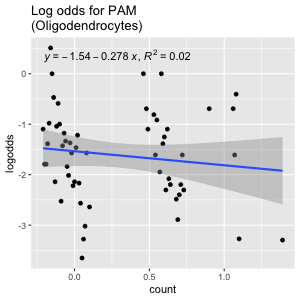 Log odds for PAM
(Oligodendrocytes)
y = −1.54 − 0.278 x, R² = 0.02
0
-1
-2
-3
logodds
0.0 0.5 1.0
count